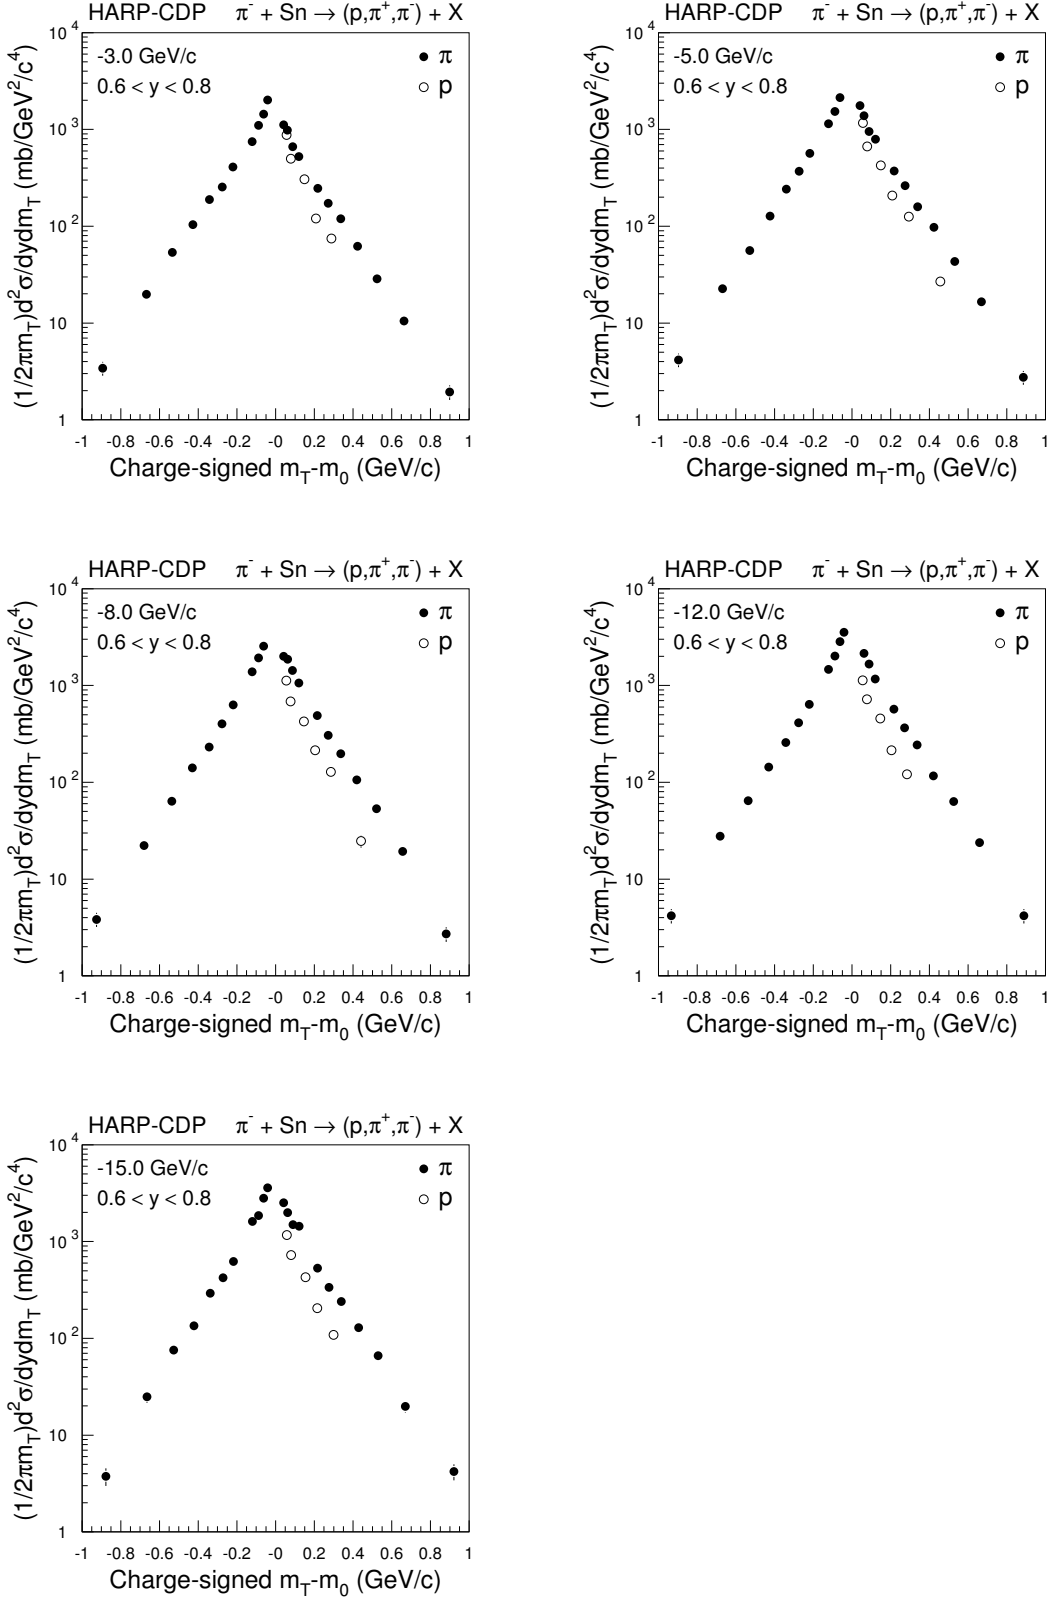 HARP-CDP π⁻ + Sn → (p,π⁺,π⁻) + X
-3.0 GeV/c
0.6 < y < 0.8
π
p
(1/2πm_T)d²σ/dydm_T (mb/GeV²/c⁴)
10⁴
10³
10²
10
1
-1 -0.8 -0.6 -0.4 -0.2 -0 0.2 0.4 0.6 0.8 1
Charge-signed m_T-m_0 (GeV/c)
HARP-CDP π⁻ + Sn → (p,π⁺,π⁻) + X
-5.0 GeV/c
0.6 < y < 0.8
π
p
(1/2πm_T)d²σ/dydm_T (mb/GeV²/c⁴)
10⁴
10³
10²
10
1
-1 -0.8 -0.6 -0.4 -0.2 -0 0.2 0.4 0.6 0.8 1
Charge-signed m_T-m_0 (GeV/c)
HARP-CDP π⁻ + Sn → (p,π⁺,π⁻) + X
-8.0 GeV/c
0.6 < y < 0.8
π
p
(1/2πm_T)d²σ/dydm_T (mb/GeV²/c⁴)
10⁴
10³
10²
10
1
-1 -0.8 -0.6 -0.4 -0.2 -0 0.2 0.4 0.6 0.8 1
Charge-signed m_T-m_0 (GeV/c)
HARP-CDP π⁻ + Sn → (p,π⁺,π⁻) + X
-12.0 GeV/c
0.6 < y < 0.8
π
p
(1/2πm_T)d²σ/dydm_T (mb/GeV²/c⁴)
10⁴
10³
10²
10
1
-1 -0.8 -0.6 -0.4 -0.2 -0 0.2 0.4 0.6 0.8 1
Charge-signed m_T-m_0 (GeV/c)
HARP-CDP π⁻ + Sn → (p,π⁺,π⁻) + X
-15.0 GeV/c
0.6 < y < 0.8
π
p
(1/2πm_T)d²σ/dydm_T (mb/GeV²/c⁴)
10⁴
10³
10²
10
1
-1 -0.8 -0.6 -0.4 -0.2 -0 0.2 0.4 0.6 0.8 1
Charge-signed m_T-m_0 (GeV/c)